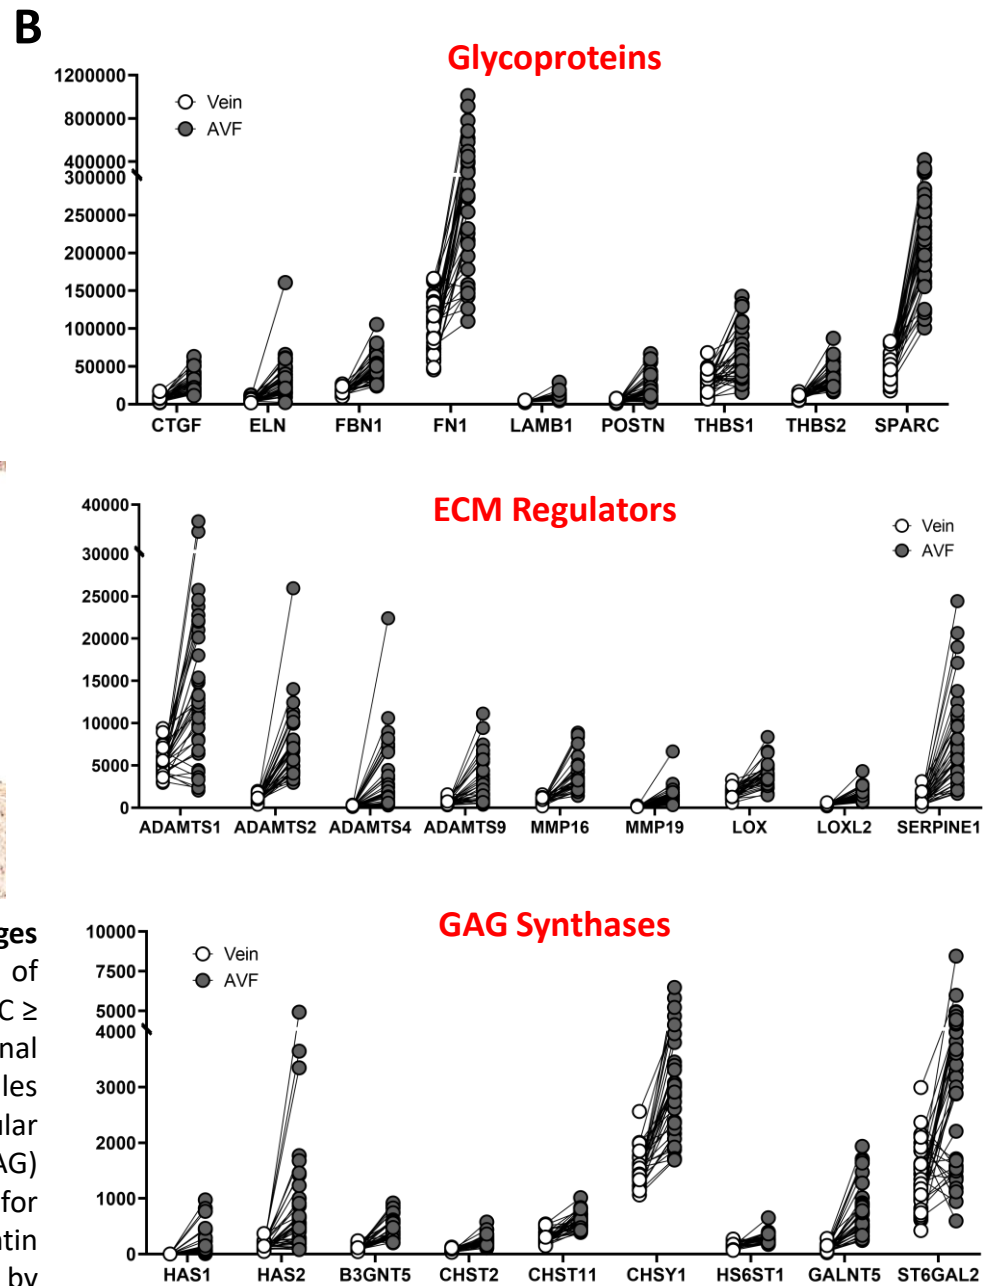 B
Glycoproteins
1200000
800000
400000
300000
250000
200000
150000
100000
50000
0
Vein
AVF
CTGF ELN FBN1 FN1 LAMB1 POSTN THBS1 THBS2 SPARC
ECM Regulators
40000
30000
25000
20000
15000
10000
5000
0
Vein
AVF
ADAMTS1 ADAMTS2 ADAMTS4 ADAMTS9 MMP16 MMP19 LOX LOXL2 SERPINE1
GAG Synthases
10000
7500
5000
4000
3000
2000
1000
0
Vein
AVF
HAS1 HAS2 B3GNT5 CHST2 CHST11 CHSY1 HS6ST1 GALNT5 ST6GAL2
ges
of
C ≥
nal
les
ular
AG)
for
atin
by